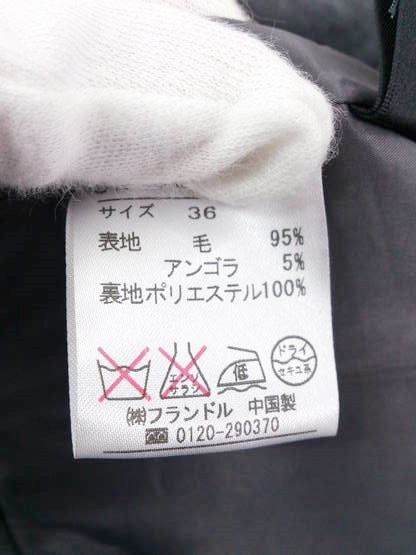 サイズ 36
表地 毛 95%
アンゴラ 5%
裏地ポリエステル100%
エンソ サラシ 低 ドライ セキユ系
㈱フランドル 中国製
0120-290370